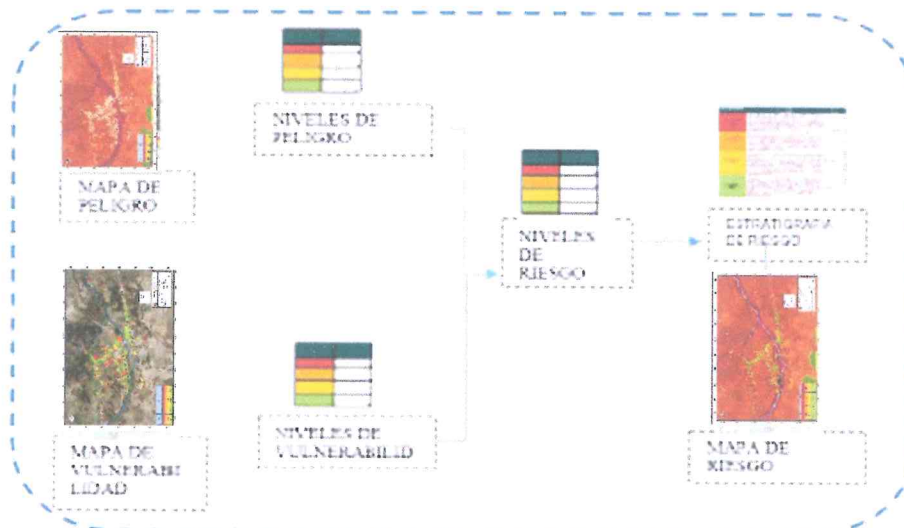 MAPA DE
PELIGRO
NIVELES DE
PELIGRO
MAPA DE
VULNERABI
LIDAD
NIVELES DE
VULNERABILID
NIVELES
DE
RIESGO
ESTRATIGRAFIA
DE RIESGO
MAPA DE
RIESGO